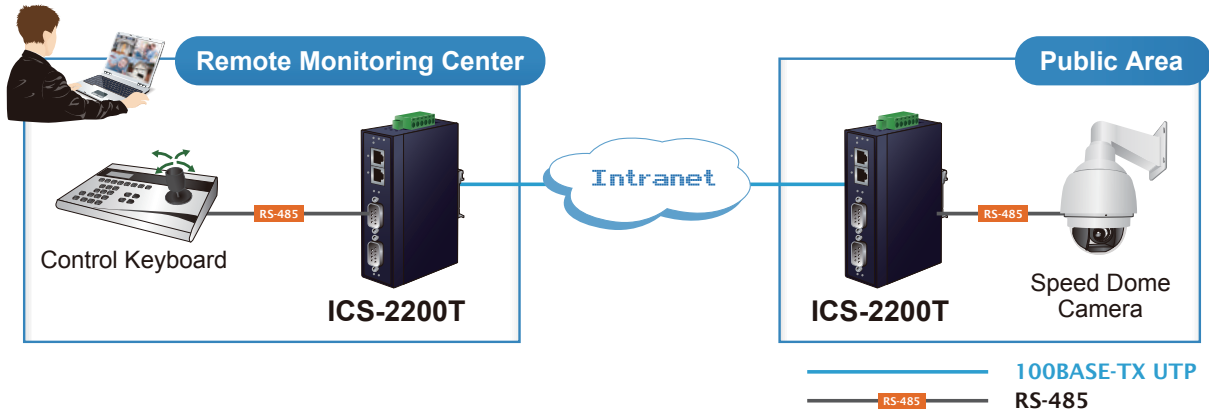 Remote Monitoring Center
Public Area
Intranet
RS-485
RS-485
Control Keyboard
ICS-2200T
ICS-2200T
Speed Dome
Camera
100BASE-TX UTP
RS-485
RS-485